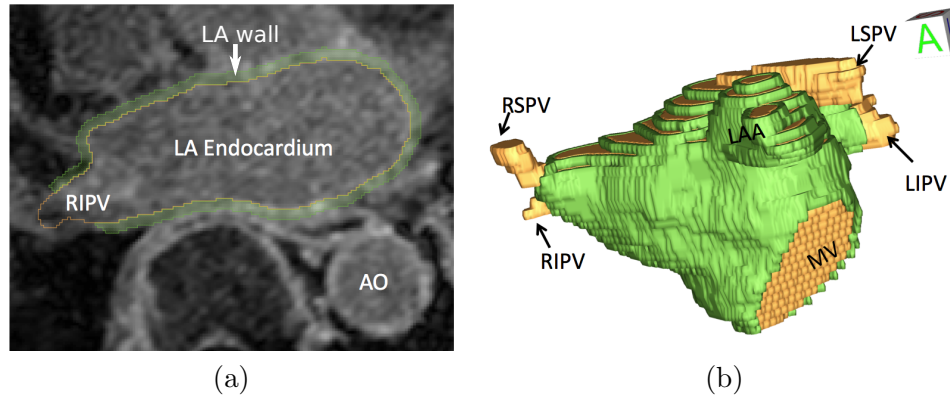 LA wall
LA Endocardium
RIPV
AO
(a)
A
LSPV
RSPV
LAA
LIPV
RIPV
MV
(b)